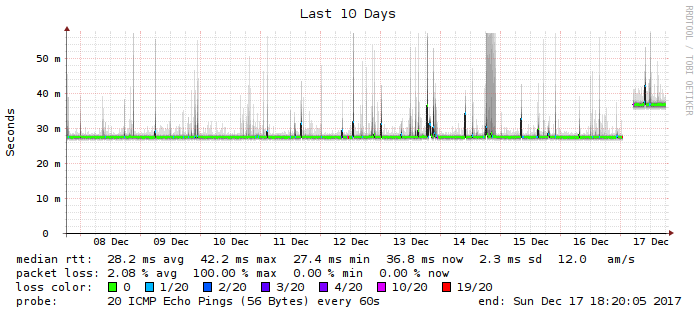 Last 10 Days
RRDTOOL / TOBI OETIKER
Seconds
50 m
40 m
30 m
20 m
10 m
0
08 Dec 09 Dec 10 Dec 11 Dec 12 Dec 13 Dec 14 Dec 15 Dec 16 Dec 17 Dec
median rtt: 28.2 ms avg 42.2 ms max 27.4 ms min 36.8 ms now 2.3 ms sd 12.0 am/s
packet loss: 2.08 % avg 100.00 % max 0.00 % min 0.00 % now
loss color: 0 1/20 2/20 3/20 4/20 10/20 19/20
probe: 20 ICMP Echo Pings (56 Bytes) every 60s end: Sun Dec 17 18:20:05 2017